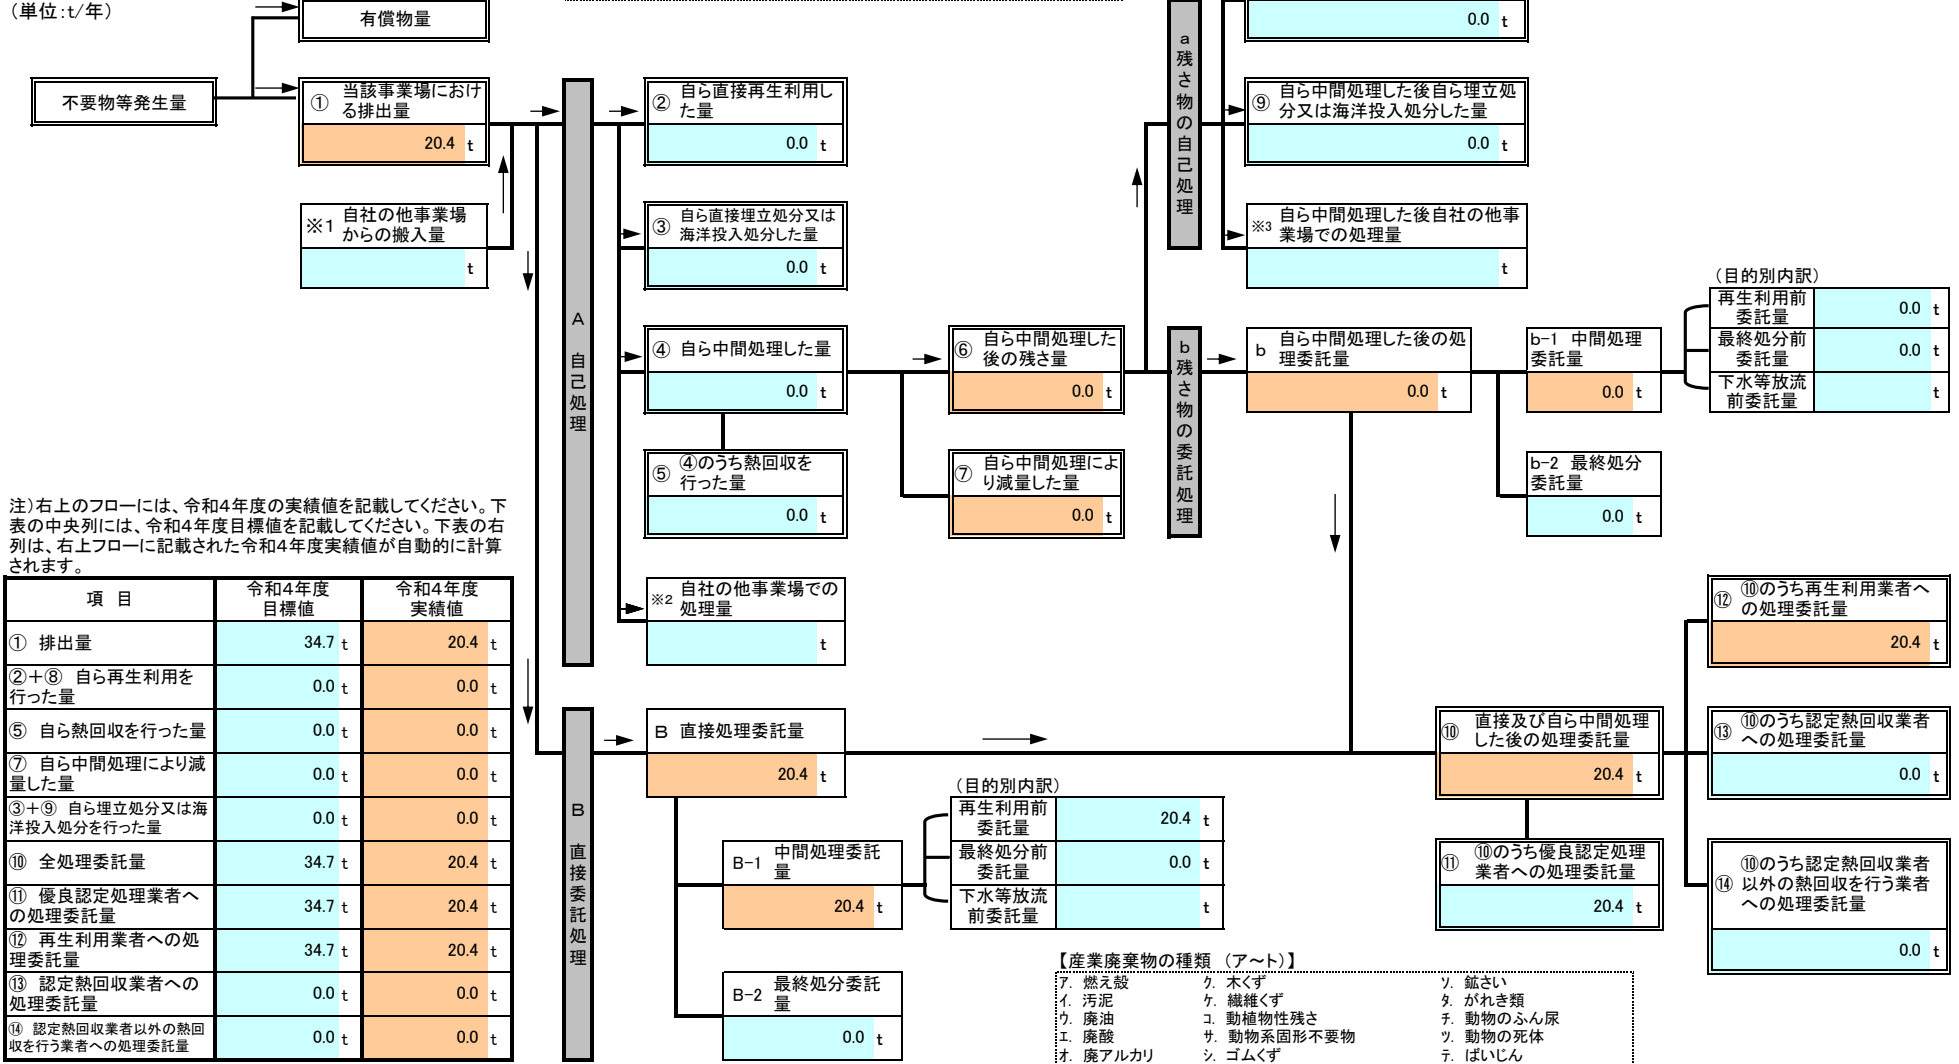 （単位：t/年）
有償物量
不要物等発生量
① 当該事業場におけ
る排出量
20.4 t
※1 自社の他事業場
からの搬入量
t
A 自己処理
② 自ら直接再生利用し
た量
0.0 t
③ 自ら直接埋立処分又は
海洋投入処分した量
0.0 t
④ 自ら中間処理した量
0.0 t
⑤ ④のうち熱回収を
行った量
0.0 t
※2 自社の他事業場での
処理量
t
⑥ 自ら中間処理した
後の残さ量
0.0 t
⑦ 自ら中間処理によ
り減量した量
0.0 t
a 残さ物の自己処理
0.0 t
⑨ 自ら中間処理した後自ら埋立処
分又は海洋投入処分した量
0.0 t
※3 自ら中間処理した後自社の他事
業場での処理量
t
b 残さ物の委託処理
b 自ら中間処理した後の処
理委託量
0.0 t
b-1 中間処理
委託量
0.0 t
b-2 最終処分
委託量
0.0 t
（目的別内訳）
再生利用前
委託量
0.0 t
最終処分前
委託量
0.0 t
下水等放流
前委託量
t
注）右上のフローには、令和４年度の実績値を記載してください。下
表の中央列には、令和４年度目標値を記載してください。下表の右
列は、右上フローに記載された令和４年度実績値が自動的に計算
されます。
項 目
令和４年度
目標値
令和４年度
実績値
① 排出量 34.7 t 20.4 t
②＋⑧ 自ら再生利用を
行った量 0.0 t 0.0 t
⑤ 自ら熱回収を行った量 0.0 t 0.0 t
⑦ 自ら中間処理により減
量した量 0.0 t 0.0 t
③＋⑨ 自ら埋立処分又は海
洋投入処分を行った量 0.0 t 0.0 t
⑩ 全処理委託量 34.7 t 20.4 t
⑪ 優良認定処理業者へ
の処理委託量 34.7 t 20.4 t
⑫ 再生利用業者への処
理委託量 34.7 t 20.4 t
⑬ 認定熱回収業者への
処理委託量 0.0 t 0.0 t
⑭ 認定熱回収業者以外の熱回
収を行う業者への処理委託量 0.0 t 0.0 t
B 直接委託処理
B 直接処理委託量
20.4 t
B-1 中間処理委託
量
20.4 t
B-2 最終処分委託
量
0.0 t
（目的別内訳）
再生利用前
委託量
20.4 t
最終処分前
委託量
0.0 t
下水等放流
前委託量
t
⑩ 直接及び自ら中間処理
した後の処理委託量
20.4 t
⑪ ⑩のうち優良認定処理
業者への処理委託量
20.4 t
⑫ ⑩のうち再生利用業者へ
の処理委託量
20.4 t
⑬ ⑩のうち認定熱回収業者
への処理委託量
0.0 t
⑭ ⑩のうち認定熱回収業者
以外の熱回収を行う業者
への処理委託量
0.0 t
【産業廃棄物の種類 （ア～ト）】
ア. 燃え殻 ク. 木くず ソ. 鉱さい
イ. 汚泥 ケ. 繊維くず タ. がれき類
ウ. 廃油 コ. 動植物性残さ チ. 動物のふん尿
エ. 廃酸 サ. 動物系固形不要物 ツ. 動物の死体
オ. 廃アルカリ シ. ゴムくず テ. ばいじん